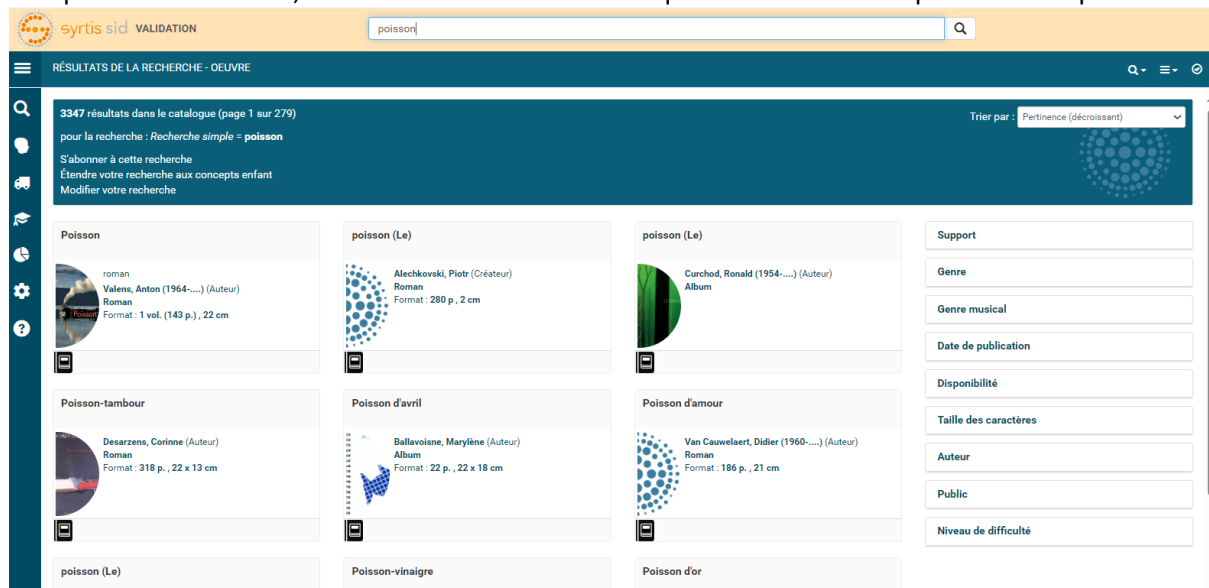 syrtis sid VALIDATION
poisson
RÉSULTATS DE LA RECHERCHE - OEUVRE
3347 résultats dans le catalogue (page 1 sur 279)
Trier par : Pertinence (décroissant)
pour la recherche : Recherche simple = poisson
S'abonner à cette recherche
Étendre votre recherche aux concepts enfant
Modifier votre recherche
Poisson
roman
Valens, Anton (1964-....) (Auteur)
Roman
Format : 1 vol. (143 p.) , 22 cm
Poisson
poisson (Le)
Alechkovski, Piotr (Créateur)
Roman
Format : 280 p , 2 cm
poisson (Le)
Curchod, Ronald (1954-....) (Auteur)
Album
Poisson-tambour
Desarzens, Corinne (Auteur)
Roman
Format : 318 p. , 22 x 13 cm
Poisson d'avril
Ballavoisne, Marylène (Auteur)
Album
Format : 22 p. , 22 x 18 cm
Poisson d'amour
Van Cauwelaert, Didier (1960-....) (Auteur)
Roman
Format : 186 p. , 21 cm
poisson (Le)
Poisson-vinaigre
Poisson d'or
Support
Genre
Genre musical
Date de publication
Disponibilité
Taille des caractères
Auteur
Public
Niveau de difficulté